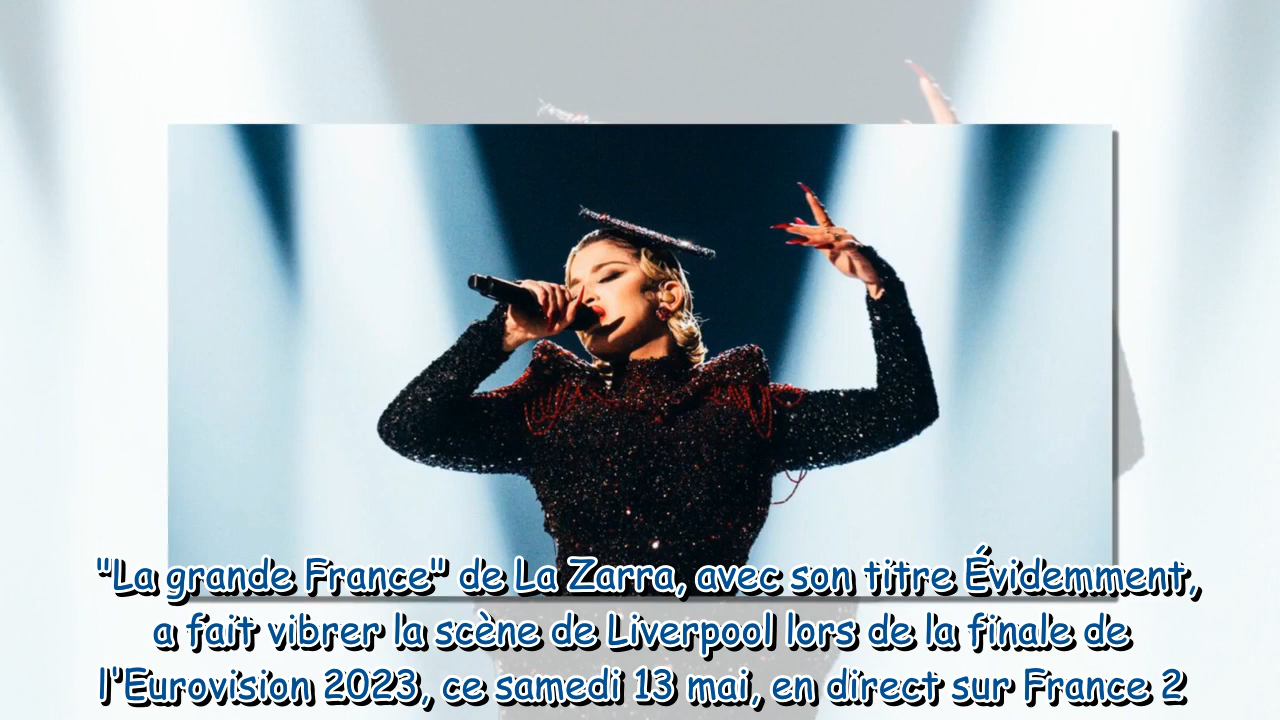 "La grande France" de La Zarra, avec son titre Évidemment,
a fait vibrer la scène de Liverpool lors de la finale de
l'Eurovision 2023, ce samedi 13 mai, en direct sur France 2